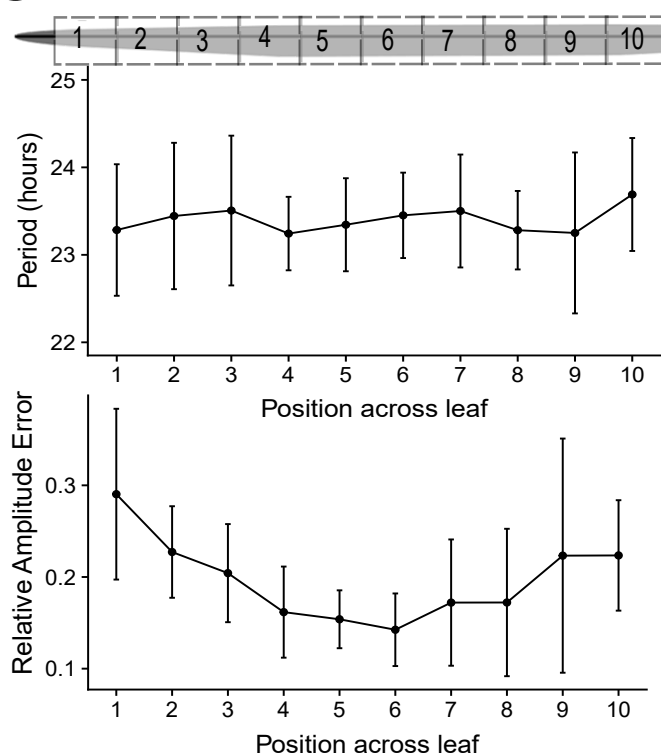 1 2 3 4 5 6 7 8 9 10
25
24
23
22
Period (hours)
1 2 3 4 5 6 7 8 9 10
Position across leaf
0.3
0.2
0.1
Relative Amplitude Error
1 2 3 4 5 6 7 8 9 10
Position across leaf